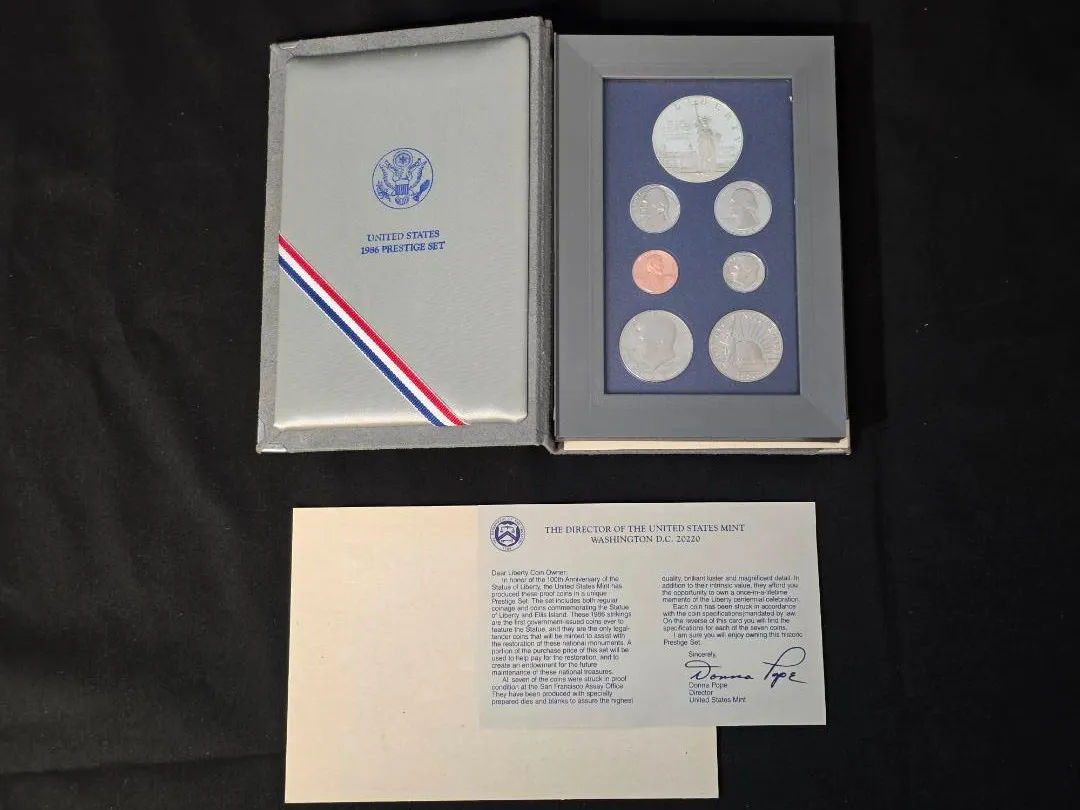 UNITED STATES
1986 PRESTIGE SET
LIBERTY
THE DIRECTOR OF THE UNITED STATES MINT
WASHINGTON D.C. 20220
Dear Liberty Coin Owner:
In honor of the 100th Anniversary of the
Statue of Liberty, the United States Mint has
produced these proof coins in a unique
Prestige Set. The set includes both regular
coinage and coins commemorating the Statue
of Liberty and Ellis Island. These 1986 strikings
are the first government-issued coins ever to
feature the Statue, and they are the only legal-
tender coins that will be minted to assist with
the restoration of these national monuments. A
portion of the purchase price of this set will be
used to help pay for the restoration, and to
create an endowment for the future
maintenance of these national treasures.
All seven of the coins were struck in proof
condition at the San Francisco Assay Office.
They have been produced with specially
prepared dies and blanks to assure the highest
quality, brilliant luster and magnificent detail. In
addition to their intrinsic value, they afford you
the opportunity to own a once-in-a-lifetime
memento of the Liberty centennial celebration.
Each coin has been struck in accordance
with the coin specifications mandated by law.
On the reverse of this card you will find the
specifications for each of the seven coins.
I am sure you will enjoy owning this historic
Prestige Set.
Sincerely,
Donna Pope
Donna Pope
Director
United States Mint